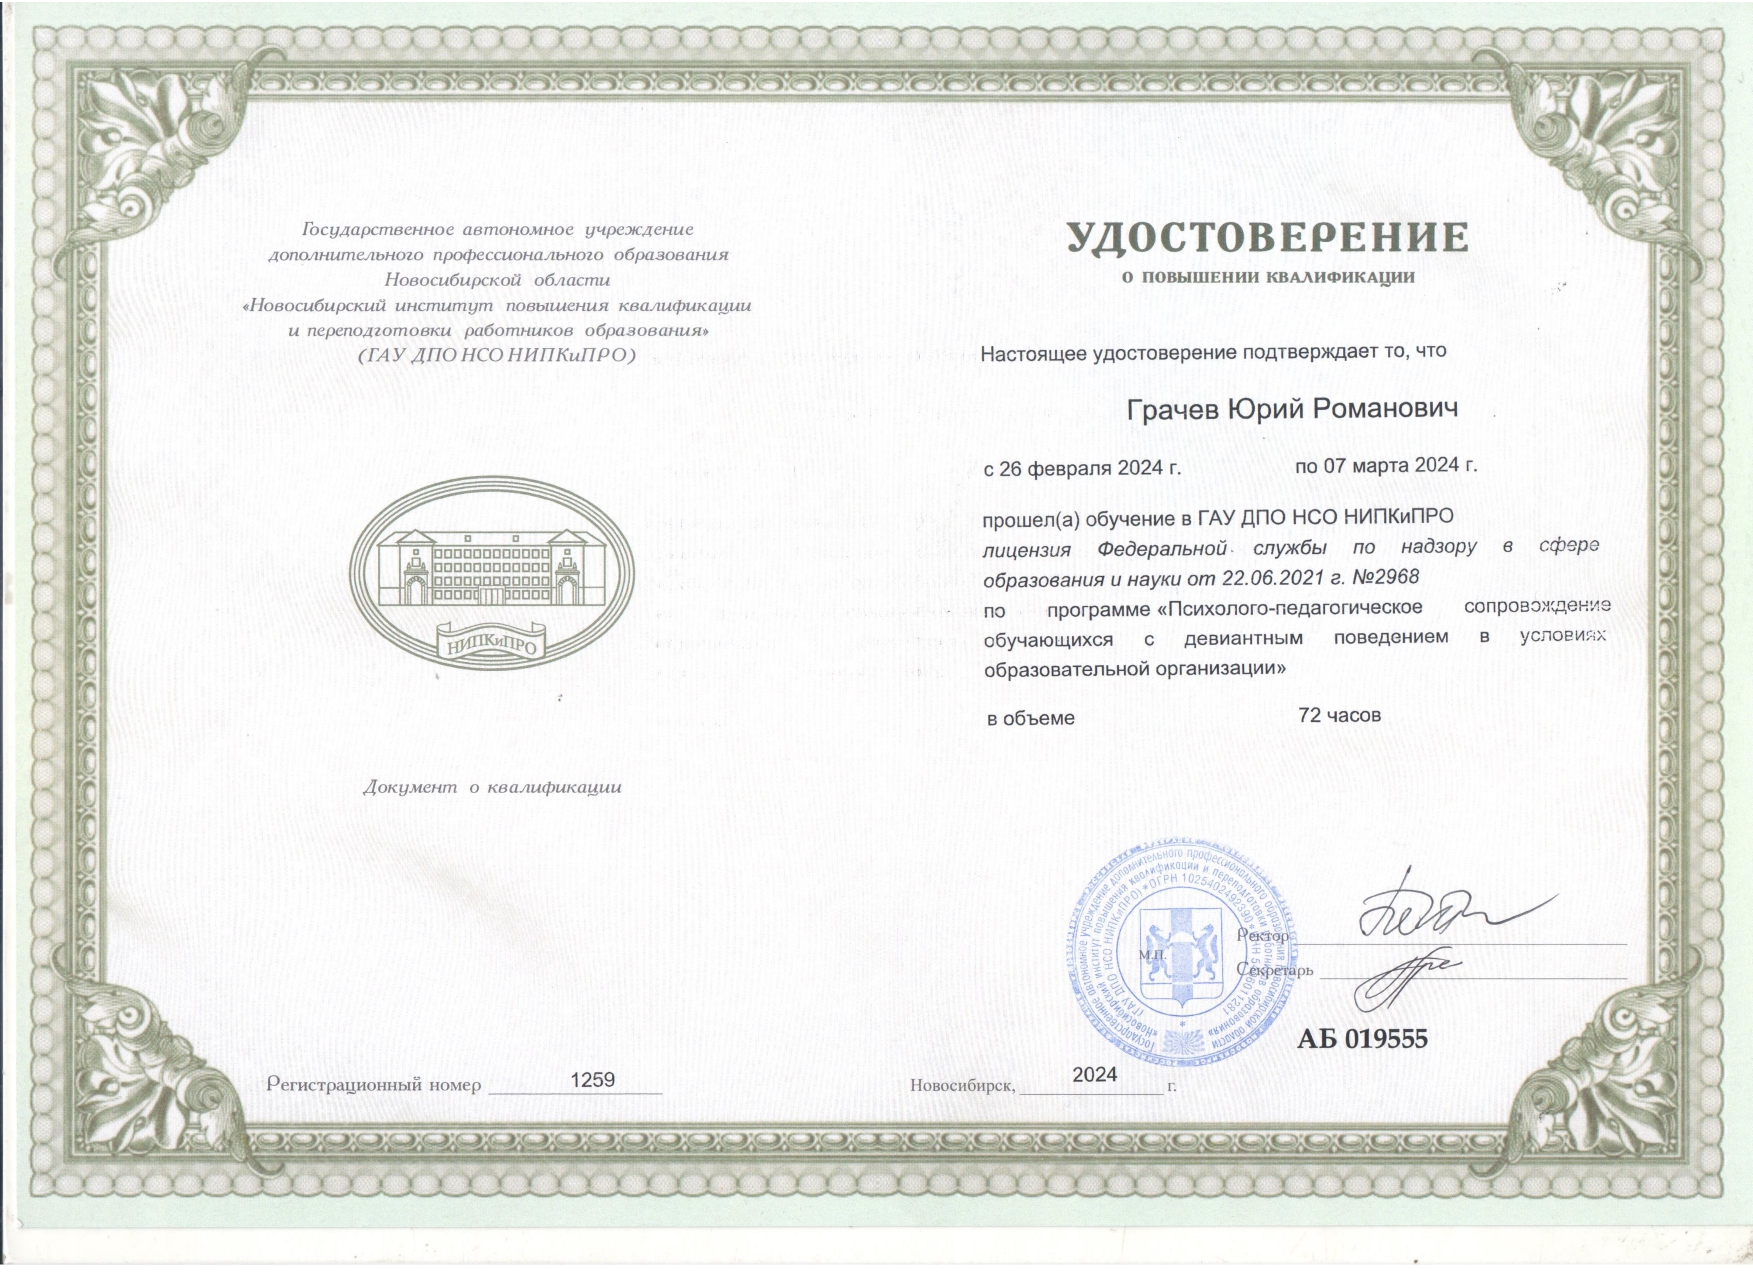 Государственное автономное учреждение
дополнительного профессионального образования
Новосибирской области
«Новосибирский институт повышения квалификации
и переподготовки работников образования»
(ГАУ ДПО НСО НИПКиПРО)
НИПКиПРО
Документ о квалификации
Регистрационный номер 1259
УДОСТОВЕРЕНИЕ
О ПОВЫШЕНИИ КВАЛИФИКАЦИИ
Настоящее удостоверение подтверждает то, что
Грачев Юрий Романович
с 26 февраля 2024 г. по 07 марта 2024 г.
прошел(а) обучение в ГАУ ДПО НСО НИПКиПРО
лицензия Федеральной службы по надзору в сфере
образования и науки от 22.06.2021 г. №2968
по программе «Психолого-педагогическое сопровождение
обучающихся с девиантным поведением в условиях
образовательной организации»
в объеме 72 часов
Государственное автономное учреждение дополнительного профессионального образования Новосибирской области
«Новосибирский институт повышения квалификации и переподготовки работников образования»
(ГАУ ДПО НСО НИПКиПРО) * ОГРН 1025402492390
М.П.
Ректор
Секретарь
АБ 019555
Новосибирск, 2024 г.